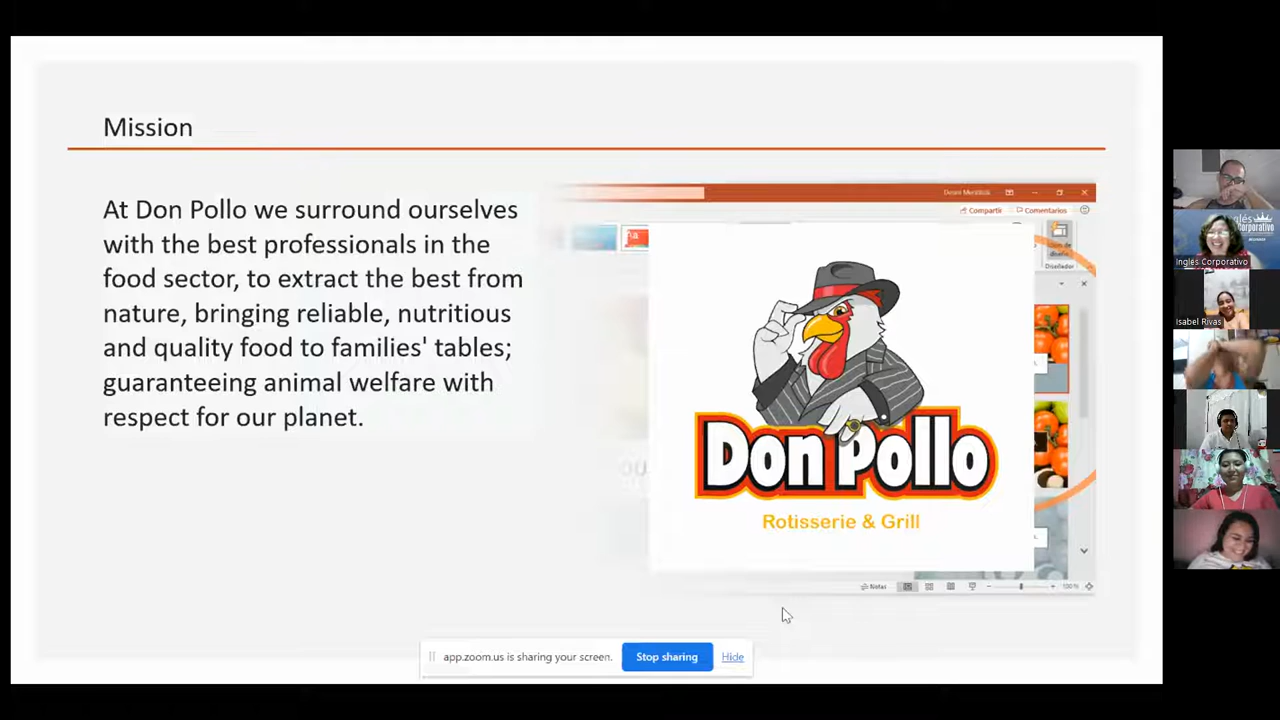 Mission
At Don Pollo we surround ourselves
with the best professionals in the
food sector, to extract the best from
nature, bringing reliable, nutritious
and quality food to families' tables;
guaranteeing animal welfare with
respect for our planet.
Compartir
Comentarios
Diseñador
Don Pollo
Rotisserie & Grill
Notas
100 %
app.zoom.us is sharing your screen.
Stop sharing
Hide
Inglés Corporativo
Isabel Rivas